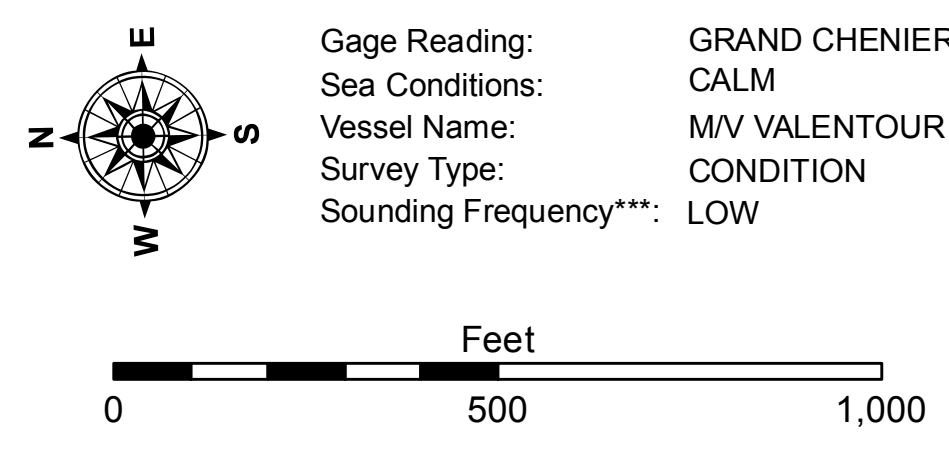 E
N
S
W
Gage Reading: GRAND CHENIER
Sea Conditions: CALM
Vessel Name: M/V VALENTOUR
Survey Type: CONDITION
Sounding Frequency***: LOW
Feet
0 500 1,000